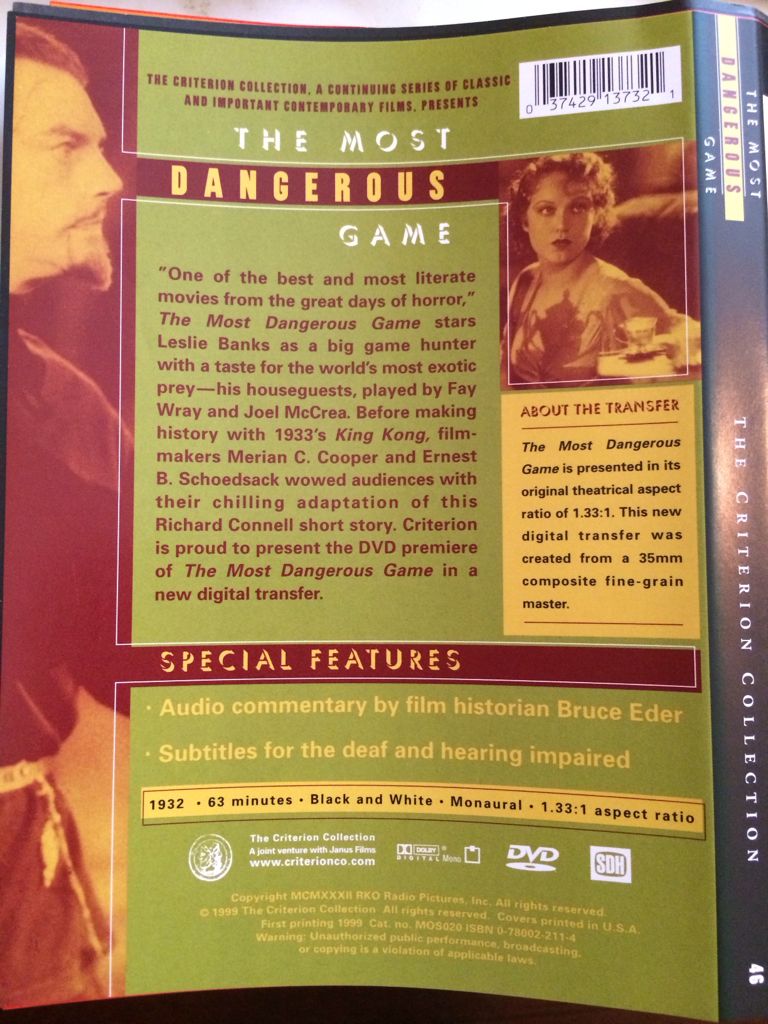 THE CRITERION COLLECTION, A CONTINUING SERIES OF CLASSIC
AND IMPORTANT CONTEMPORARY FILMS, PRESENTS
0 37429 13732 1
THE MOST
DANGEROUS
GAME
"One of the best and most literate
movies from the great days of horror,"
The Most Dangerous Game stars
Leslie Banks as a big game hunter
with a taste for the world's most exotic
prey—his houseguests, played by Fay
Wray and Joel McCrea. Before making
history with 1933's King Kong, film-
makers Merian C. Cooper and Ernest
B. Schoedsack wowed audiences with
their chilling adaptation of this
Richard Connell short story. Criterion
is proud to present the DVD premiere
of The Most Dangerous Game in a
new digital transfer.
ABOUT THE TRANSFER
The Most Dangerous
Game is presented in its
original theatrical aspect
ratio of 1.33:1. This new
digital transfer was
created from a 35mm
composite fine-grain
master.
SPECIAL FEATURES
· Audio commentary by film historian Bruce Eder
· Subtitles for the deaf and hearing impaired
1932 · 63 minutes · Black and White · Monaural · 1.33:1 aspect ratio
The Criterion Collection
A joint venture with Janus Films
www.criterionco.com
DOLBY
DIGITAL Mono
DVD
SDH
Copyright MCMXXXII RKO Radio Pictures, Inc. All rights reserved.
© 1999 The Criterion Collection All rights reserved. Covers printed in U.S.A.
First printing 1999 Cat. no. MOS020 ISBN 0-78002-211-4
Warning: Unauthorized public performance, broadcasting,
or copying is a violation of applicable laws.
THE MOST
DANGEROUS
GAME
THE CRITERION COLLECTION
46